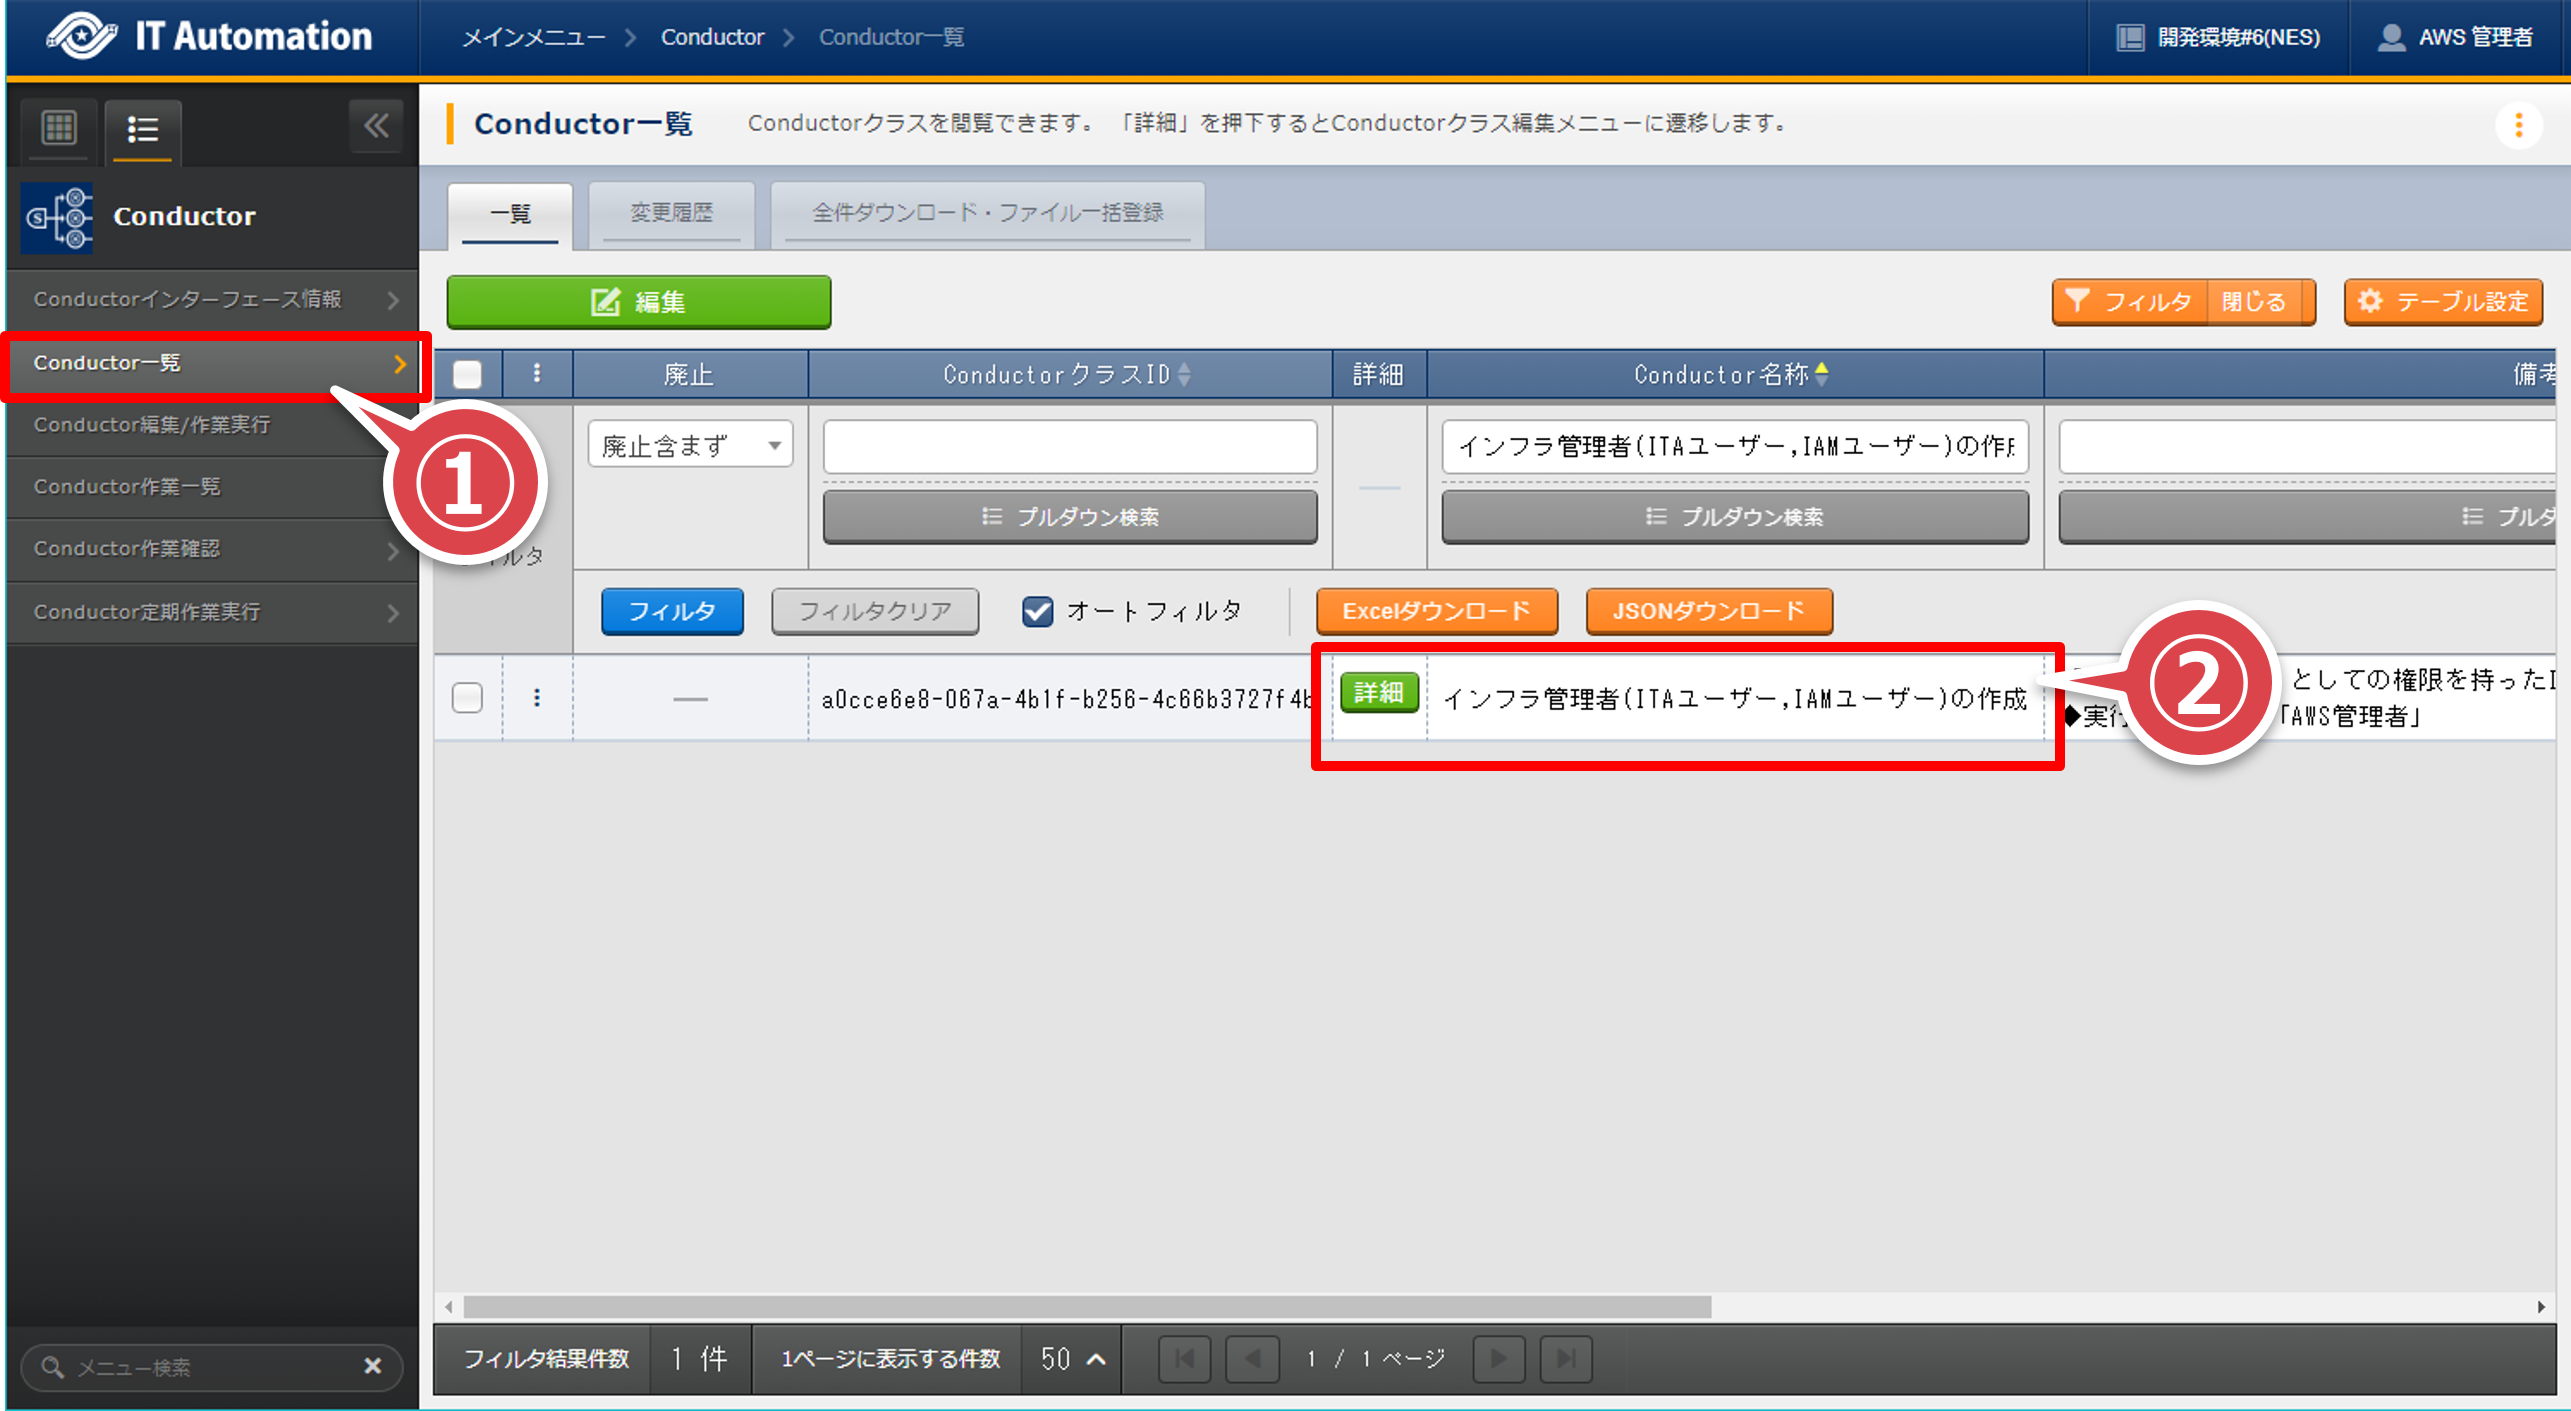 IT Automation
メインメニュー > Conductor > Conductor一覧
開発環境#6(NES)
AWS 管理者
Conductor一覧
Conductorクラスを閲覧できます。 「詳細」を押下するとConductorクラス編集メニューに遷移します。
Conductor
Conductorインターフェース情報
Conductor一覧
Conductor編集/作業実行
Conductor作業一覧
Conductor作業確認
Conductor定期作業実行
メニュー検索
①
一覧
変更履歴
全件ダウンロード・ファイル一括登録
編集
フィルタ
閉じる
テーブル設定
廃止
ConductorクラスID
詳細
Conductor名称
備考
ルタ
廃止含まず
インフラ管理者(ITAユーザー,IAMユーザー)の作
プルダウン検索
プルダウン検索
プルダ
フィルタ
フィルタクリア
オートフィルタ
Excelダウンロード
JSONダウンロード
a0cce6e8-067a-4b1f-b256-4c66b3727f4b
詳細
インフラ管理者(ITAユーザー,IAMユーザー)の作成
としての権限を持ったI
◆実行
「AWS管理者」
②
フィルタ結果件数
1 件
1ページに表示する件数
50
1 / 1 ページ